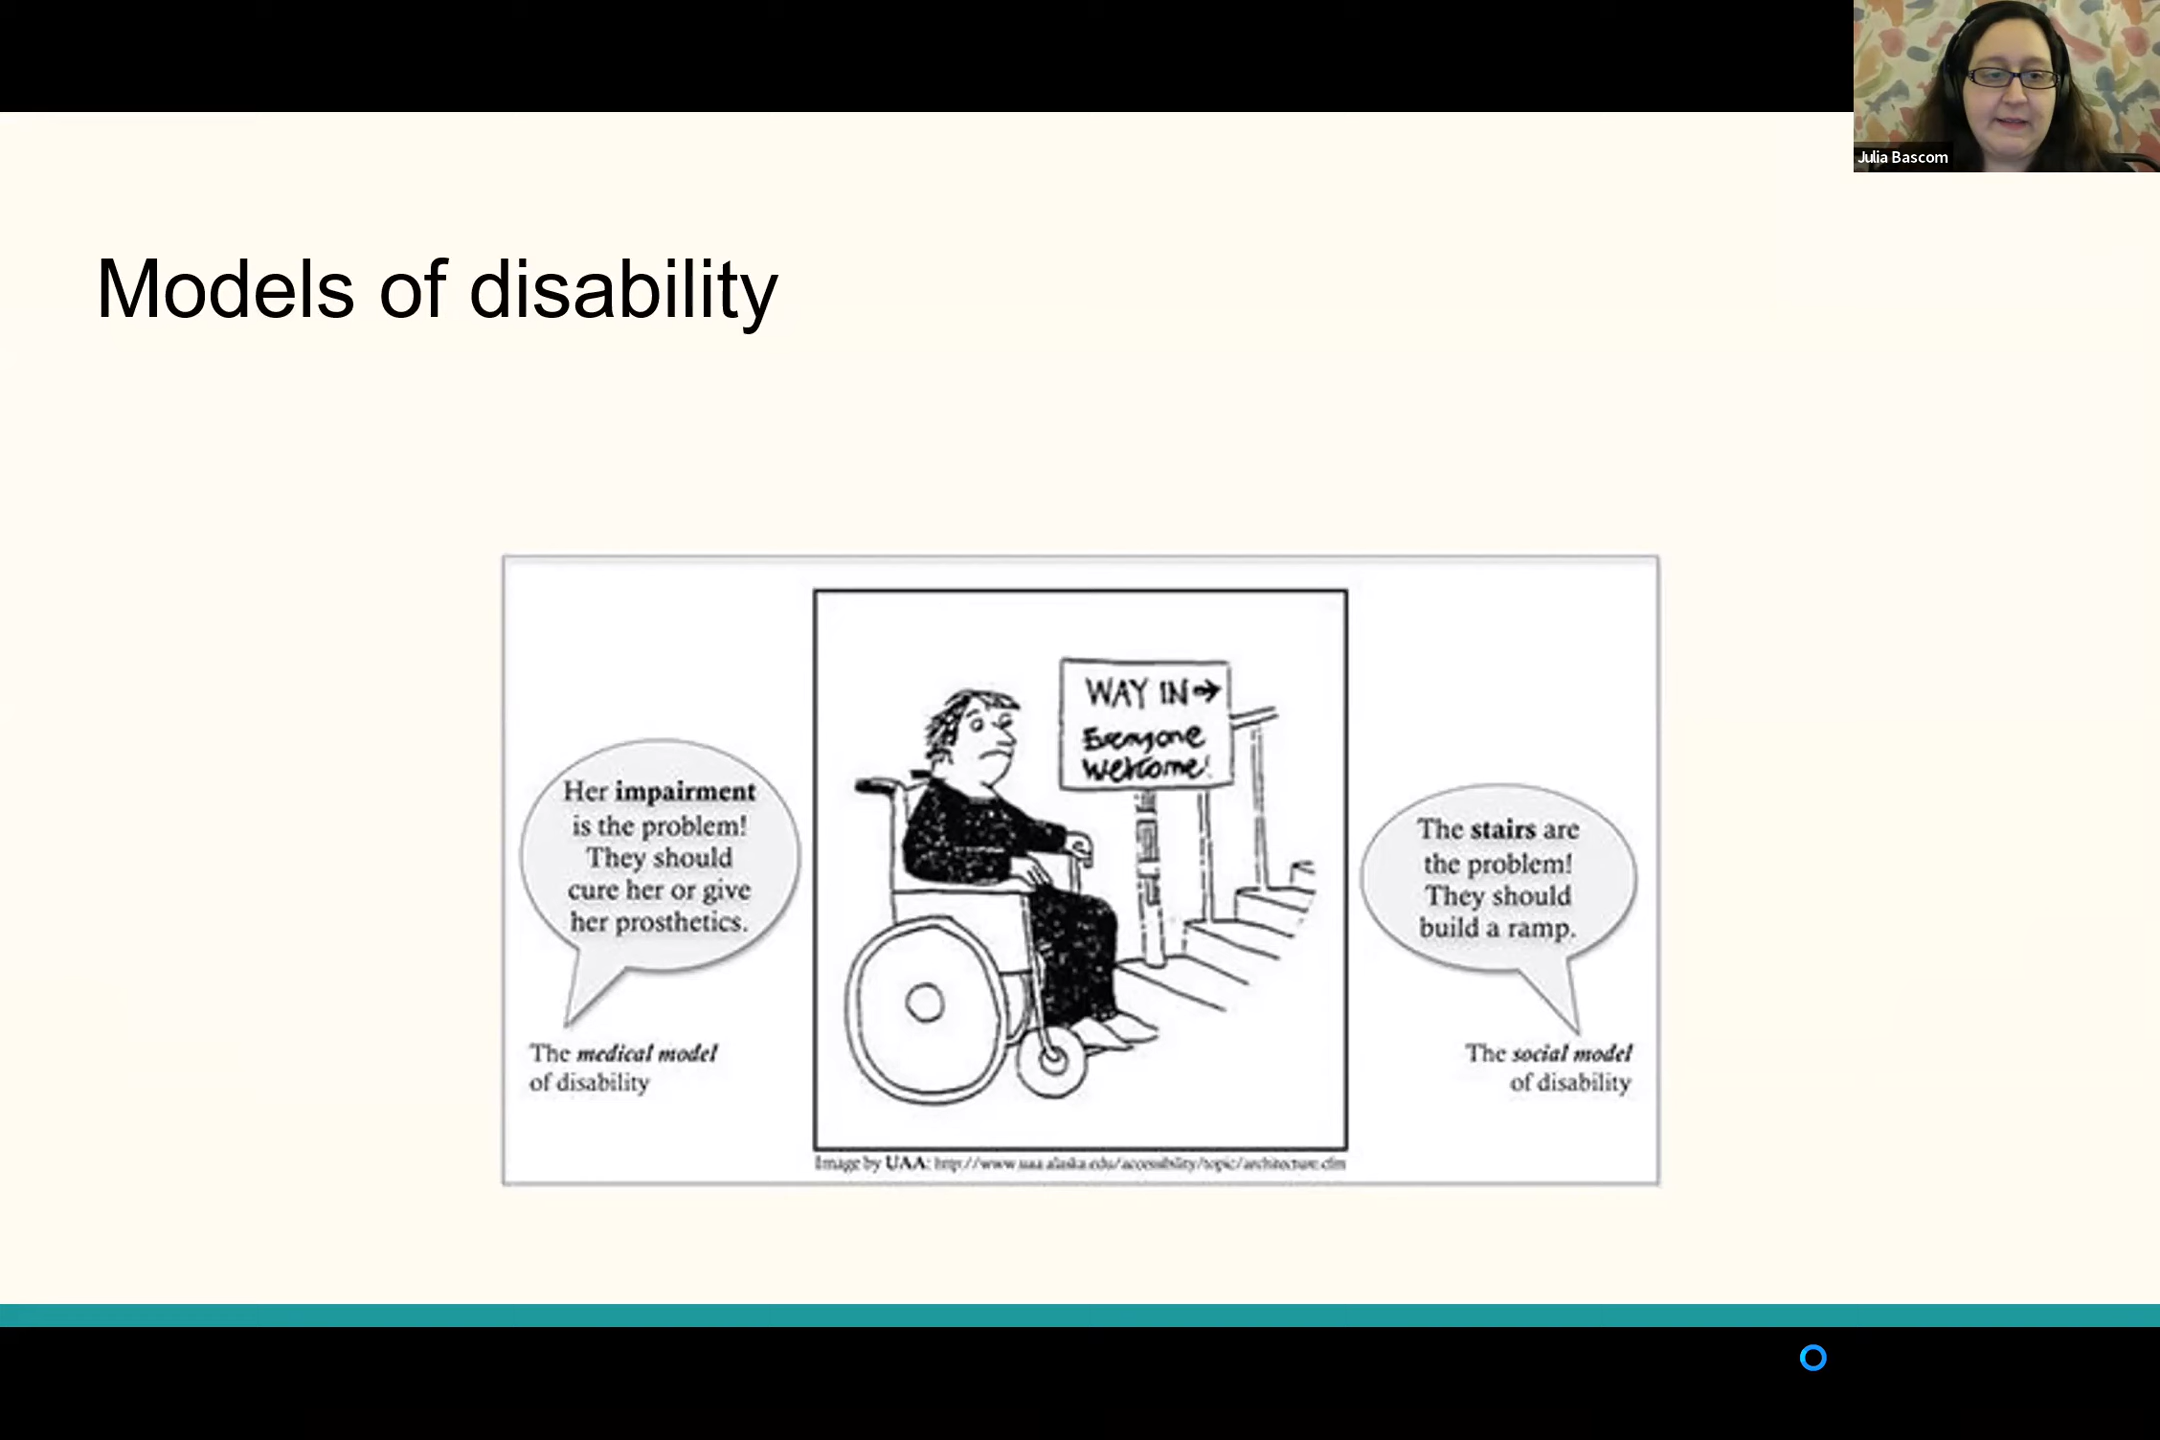 Julia Bascom
Models of disability
Her impairment
is the problem!
They should
cure her or give
her prosthetics.
The medical model
of disability
WAY IN→
Everyone
Welcome!
The stairs are
the problem!
They should
build a ramp.
The social model
of disability
Image by UAA: http://www.uaa.alaska.edu/accessibility/topic/architecture.cfm